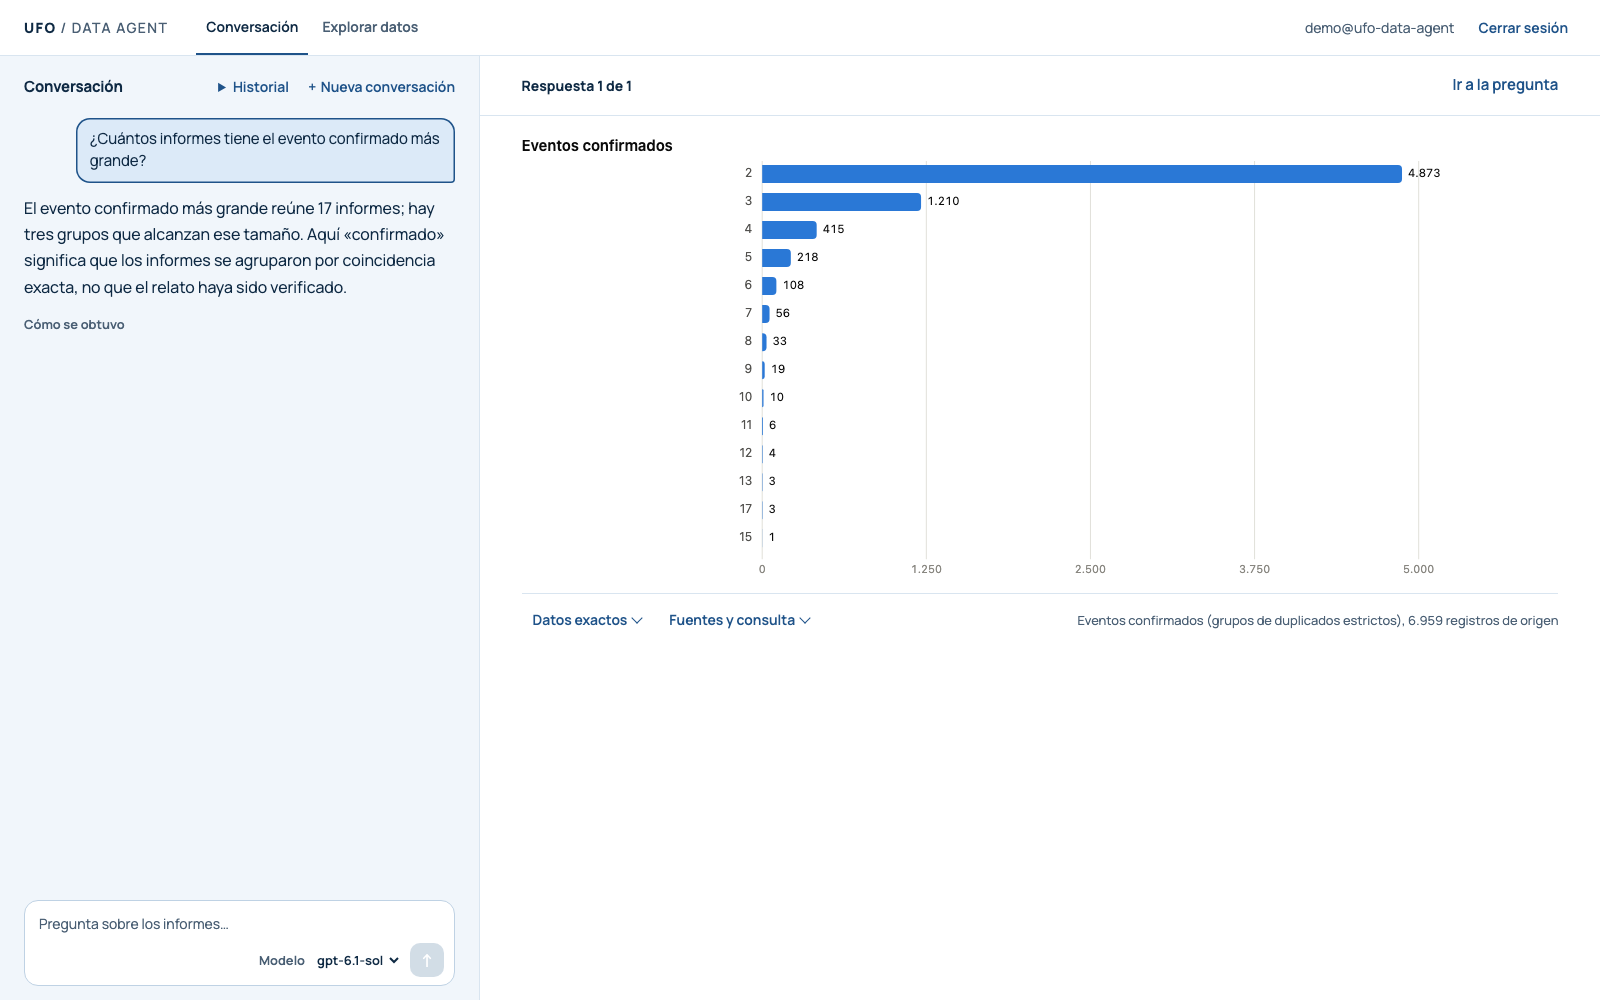 UFO / DATA AGENT
Conversación
Explorar datos
demo@ufo-data-agent
Cerrar sesión
Conversación
Historial
+ Nueva conversación
¿Cuántos informes tiene el evento confirmado más
grande?
El evento confirmado más grande reúne 17 informes; hay
tres grupos que alcanzan ese tamaño. Aquí «confirmado»
significa que los informes se agruparon por coincidencia
exacta, no que el relato haya sido verificado.
Cómo se obtuvo
Pregunta sobre los informes...
Modelo gpt-6.1-sol
Respuesta 1 de 1
Ir a la pregunta
Eventos confirmados
2 4.873
3 1.210
4 415
5 218
6 108
7 56
8 33
9 19
10 10
11 6
12 4
13 3
17 3
15 1
0 1.250 2.500 3.750 5.000
Datos exactos
Fuentes y consulta
Eventos confirmados (grupos de duplicados estrictos), 6.959 registros de origen